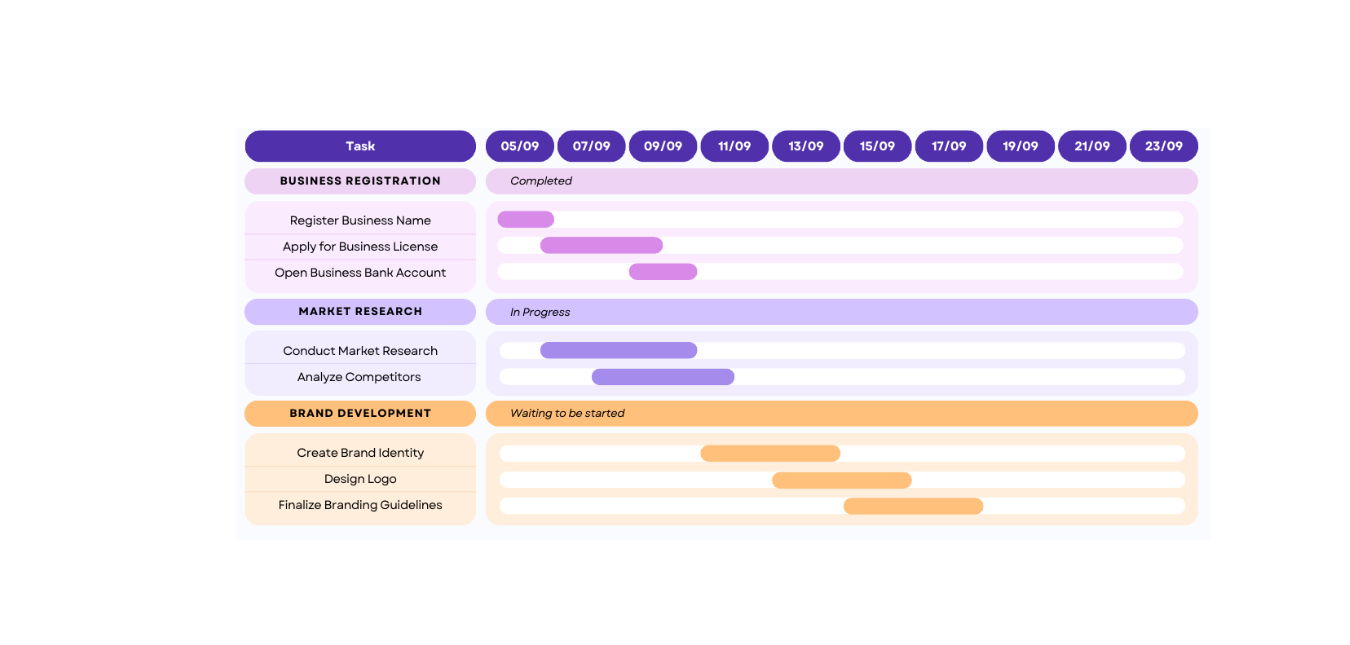 Task 05/09 07/09 09/09 11/09 13/09 15/09 17/09 19/09 21/09 23/09
BUSINESS REGISTRATION Completed
Register Business Name
Apply for Business License
Open Business Bank Account
MARKET RESEARCH In Progress
Conduct Market Research
Analyze Competitors
BRAND DEVELOPMENT Waiting to be started
Create Brand Identity
Design Logo
Finalize Branding Guidelines